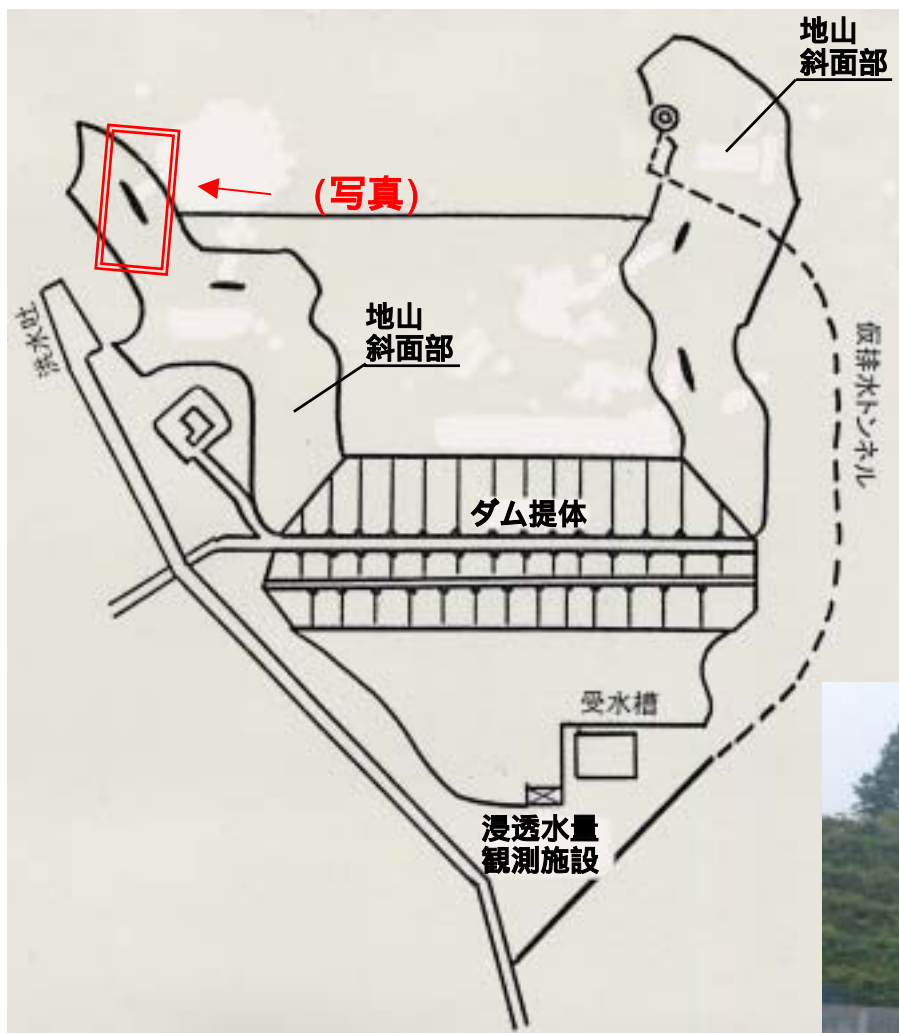 地山
斜面部
(写真)
洪水吐
地山
斜面部
仮排水トンネル
ダム提体
受水槽
浸透水量
観測施設